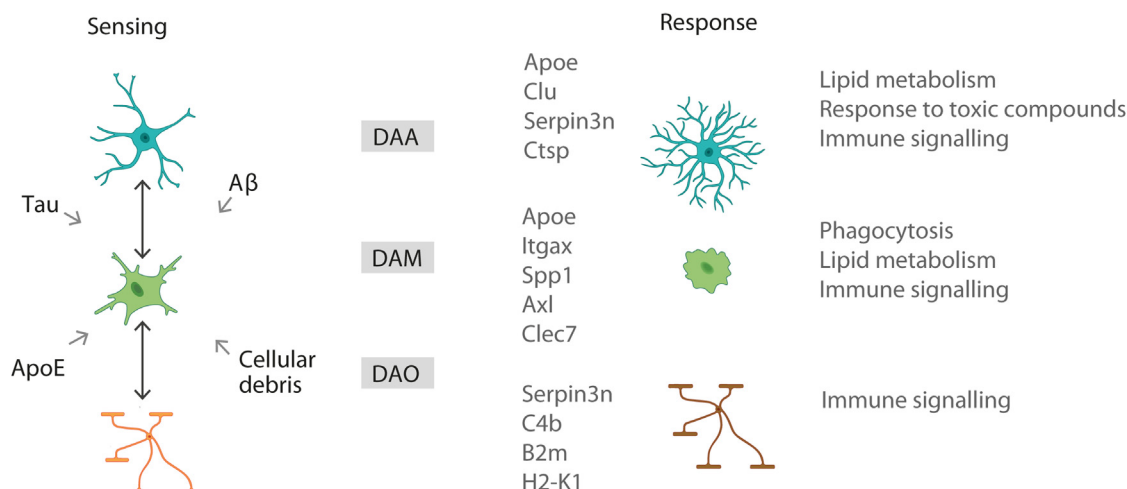 Sensing
Response
Tau
Aβ
ApoE
Cellular
debris
DAA
DAM
DAO
Apoe
Clu
Serpin3n
Ctsp
Lipid metabolism
Response to toxic compounds
Immune signalling
Apoe
Itgax
Spp1
Axl
Clec7
Phagocytosis
Lipid metabolism
Immune signalling
Serpin3n
C4b
B2m
H2-K1
Immune signalling